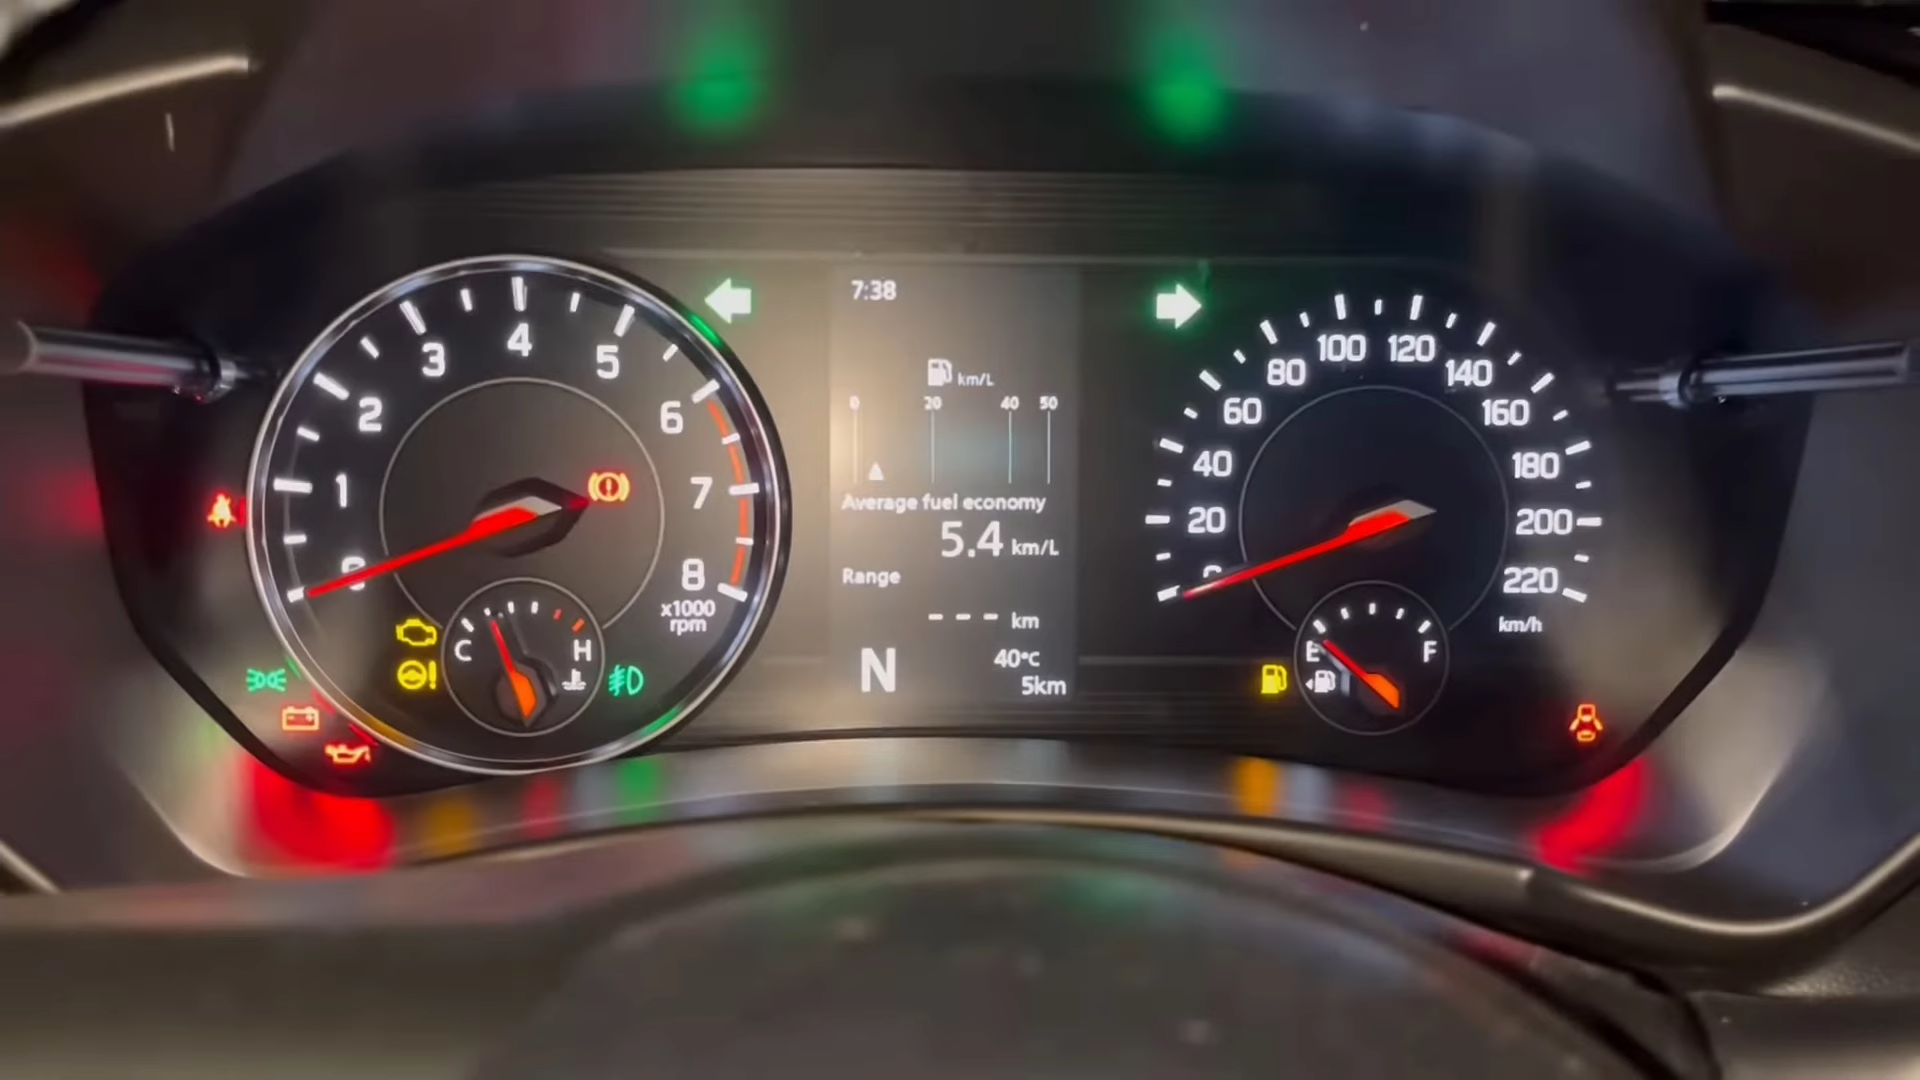 7:38
km/L
0 20 40 50
Average fuel economy
5.4 km/L
Range
--- km
N
40°C
5km
0 1 2 3 4 5 6 7 8
x1000
rpm
C H
0 20 40 60 80 100 120 140 160 180 200 220
km/h
E F